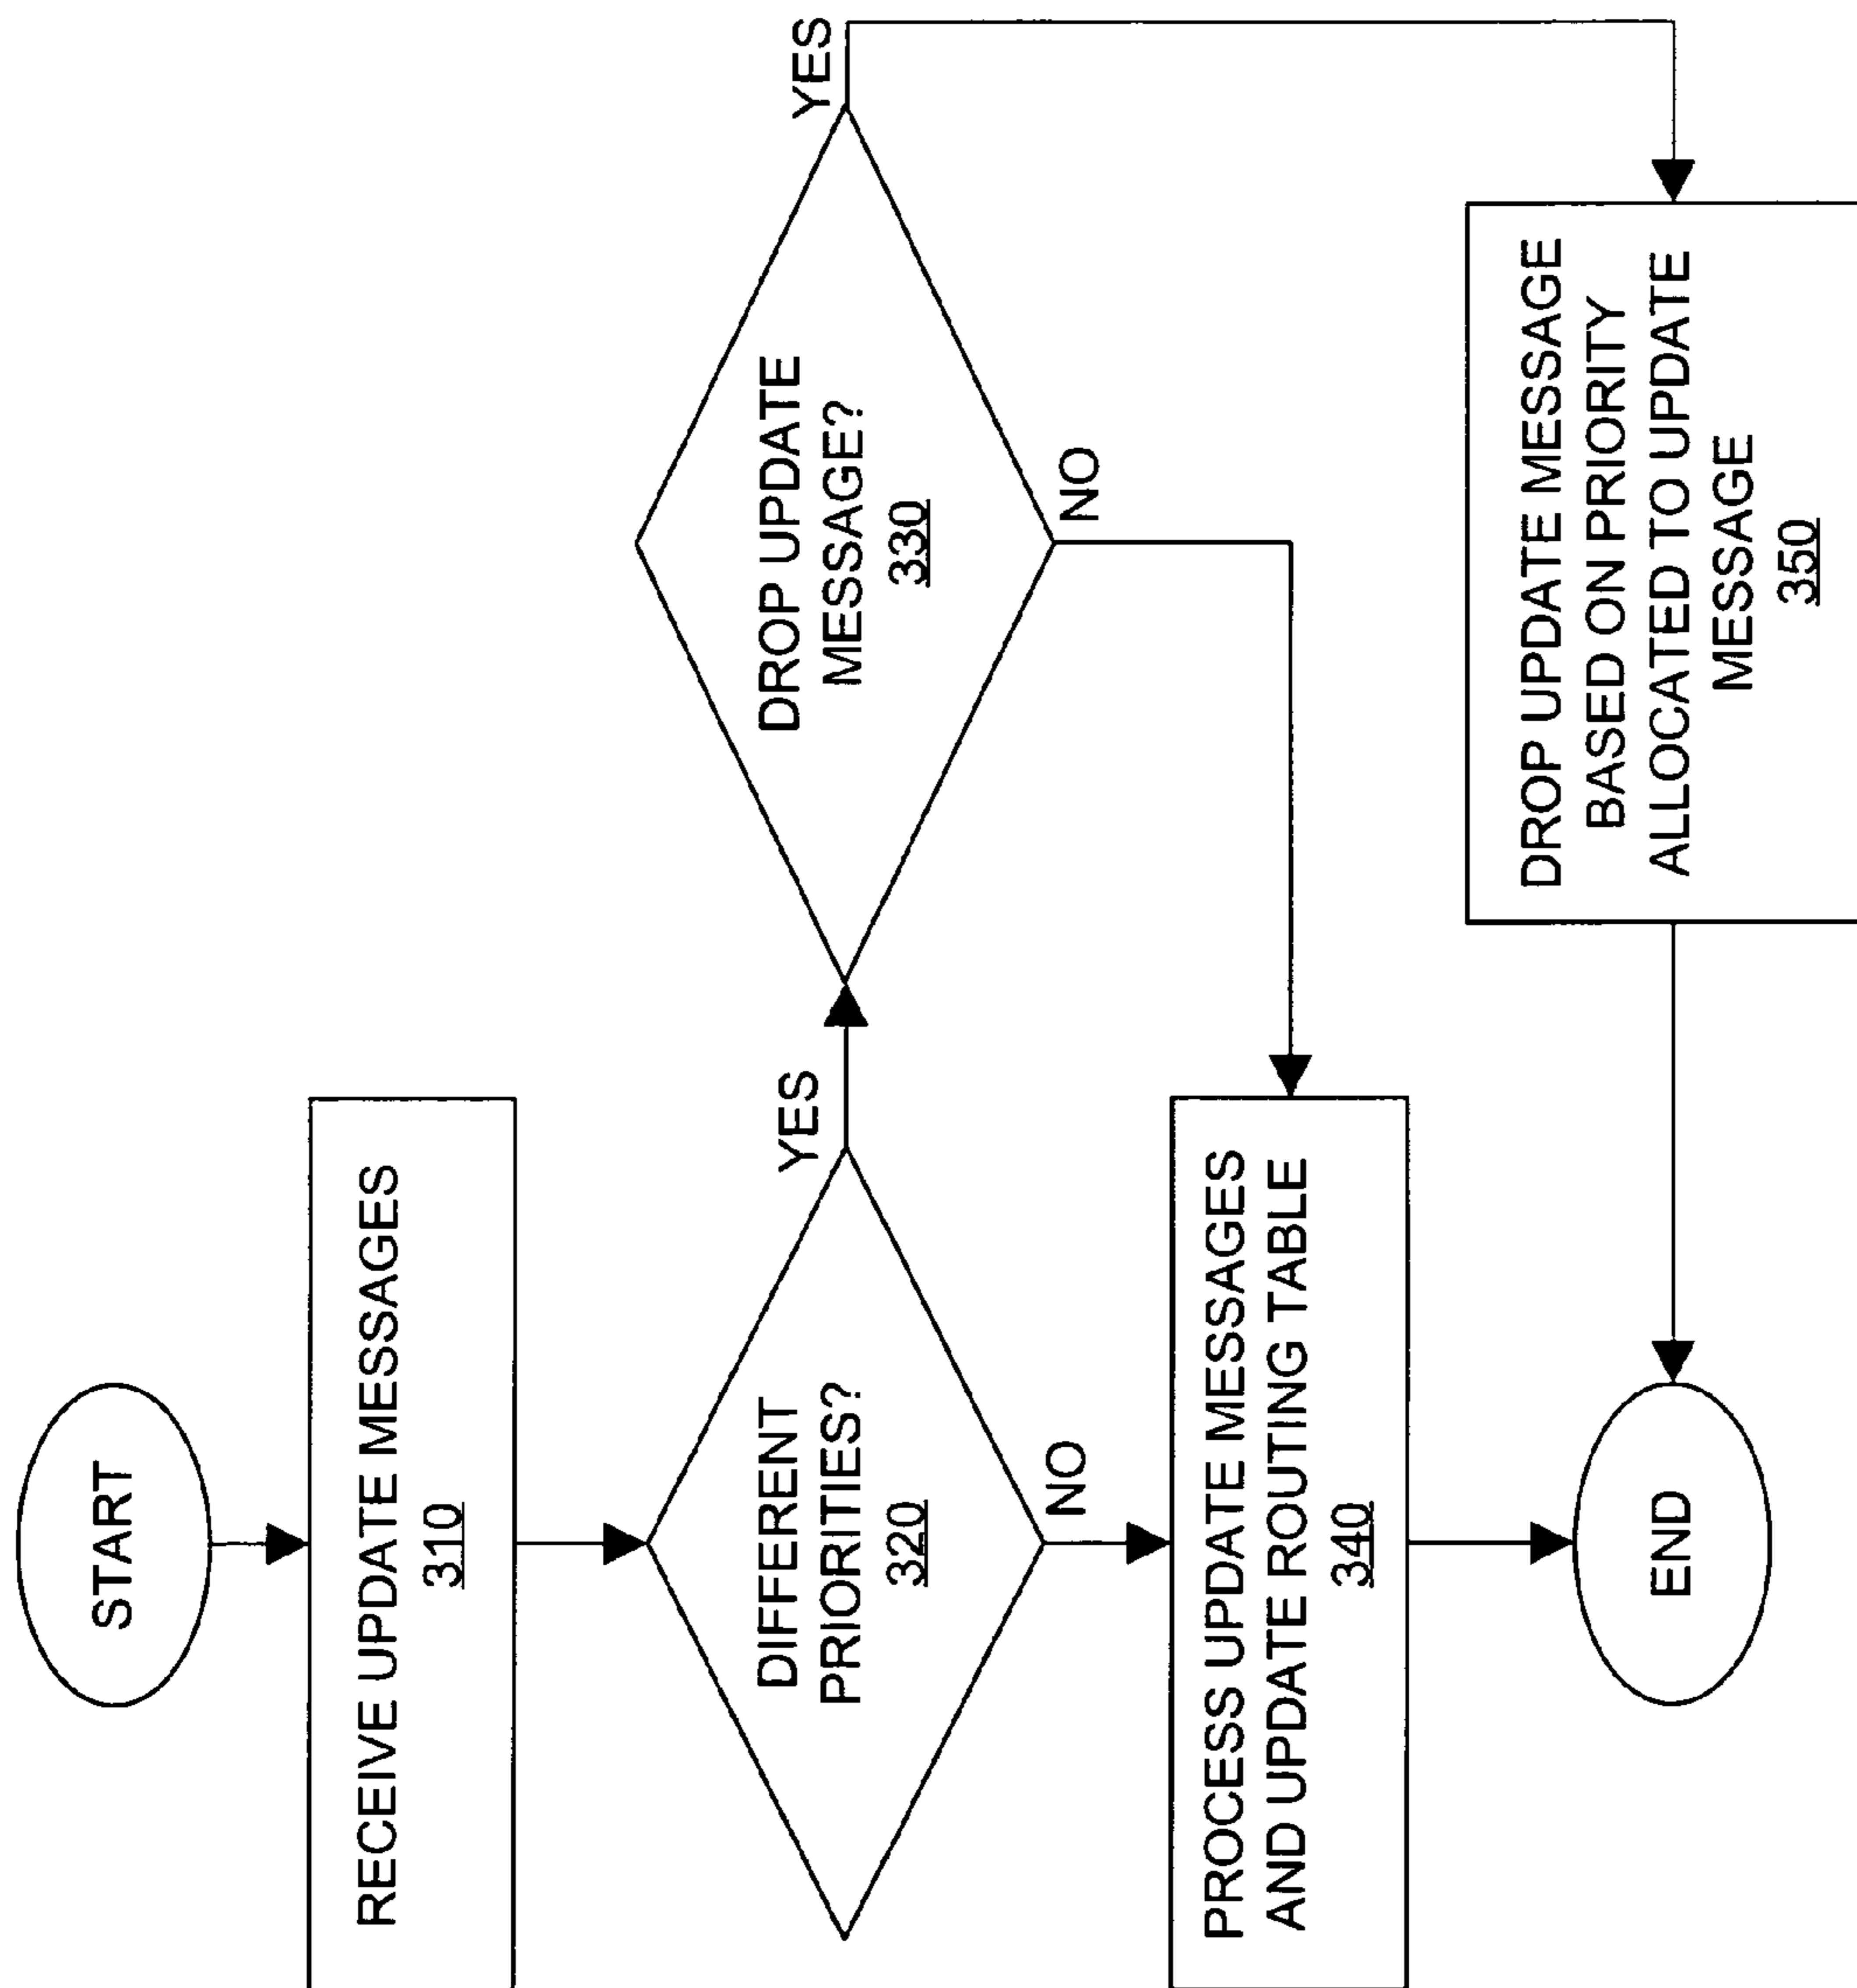 START
RECEIVE UPDATE MESSAGES
310
DIFFERENT
PRIORITIES?
320
YES
NO
DROP UPDATE
MESSAGE?
330
YES
NO
PROCESS UPDATE MESSAGES
AND UPDATE ROUTING TABLE
340
DROP UPDATE MESSAGE
BASED ON PRIORITY
ALLOCATED TO UPDATE
MESSAGE
350
END